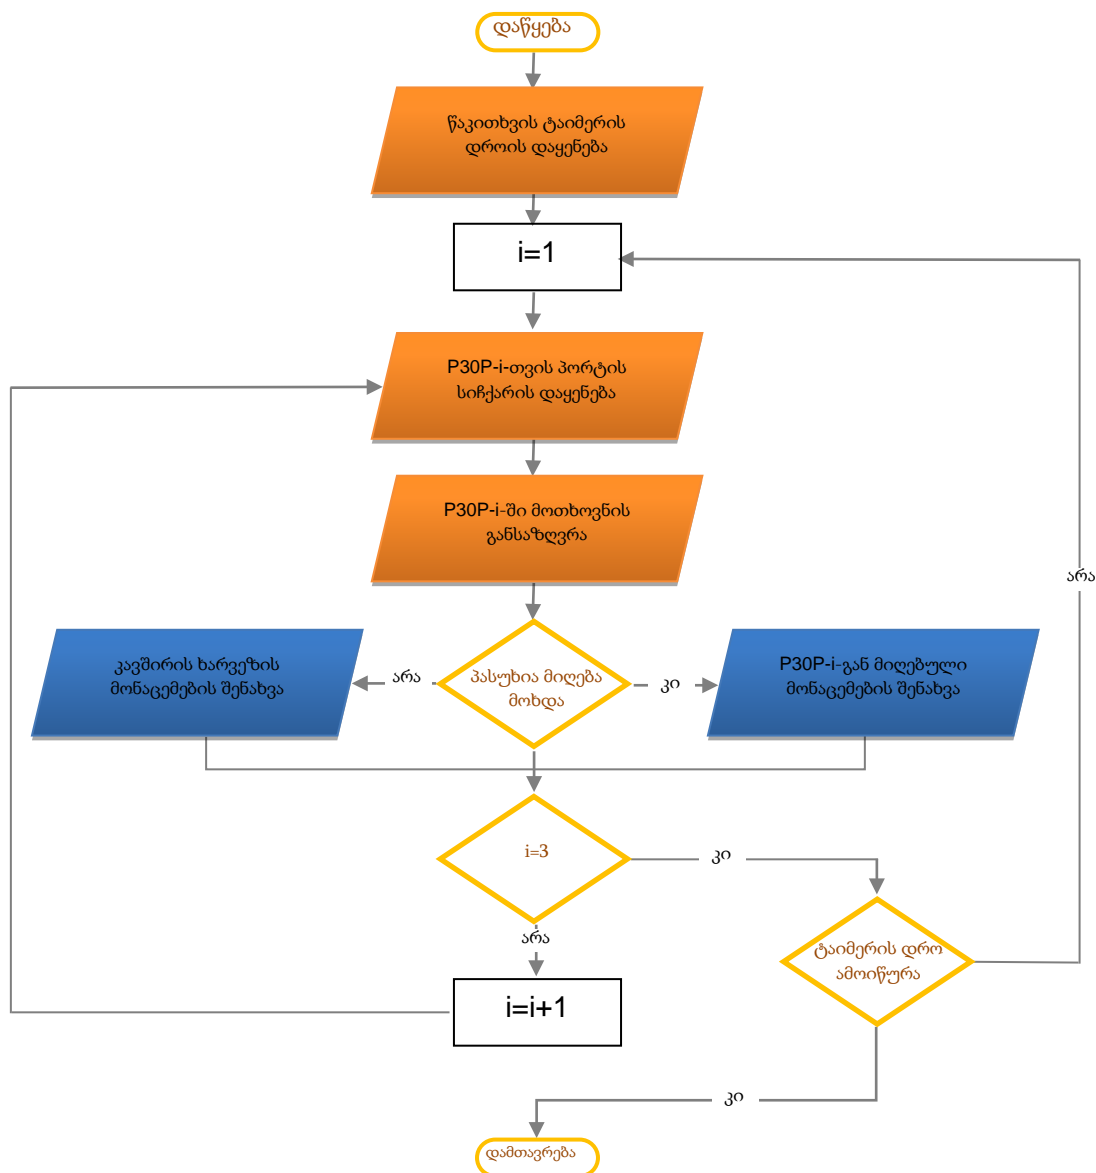 დაწყება
წაკითხვის ტაიმერის
დროის დაყენება
i=1
P30P-i-თვის პორტის
სიჩქარის დაყენება
P30P-i-ში მოთხოვნის
განსაზღვრა
არა
კავშირის ხარვეზის
მონაცემების შენახვა
არა
პასუხია მიღება
მოხდა
კი
P30P-i-გან მიღებული
მონაცემების შენახვა
i=3
კი
არა
ტაიმერის დრო
ამოიწურა
i=i+1
კი
დამთავრება